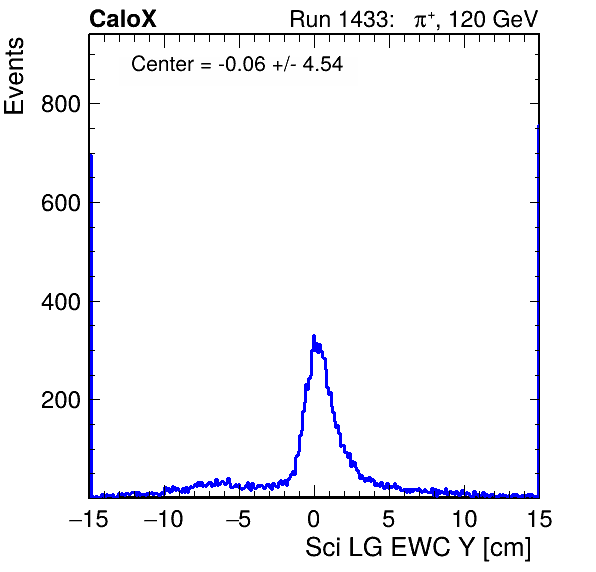 CaloX Run 1433: π⁺, 120 GeV
Center = -0.06 +/- 4.54
Events
800
600
400
200
−15 −10 −5 0 5 10 15
Sci LG EWC Y [cm]